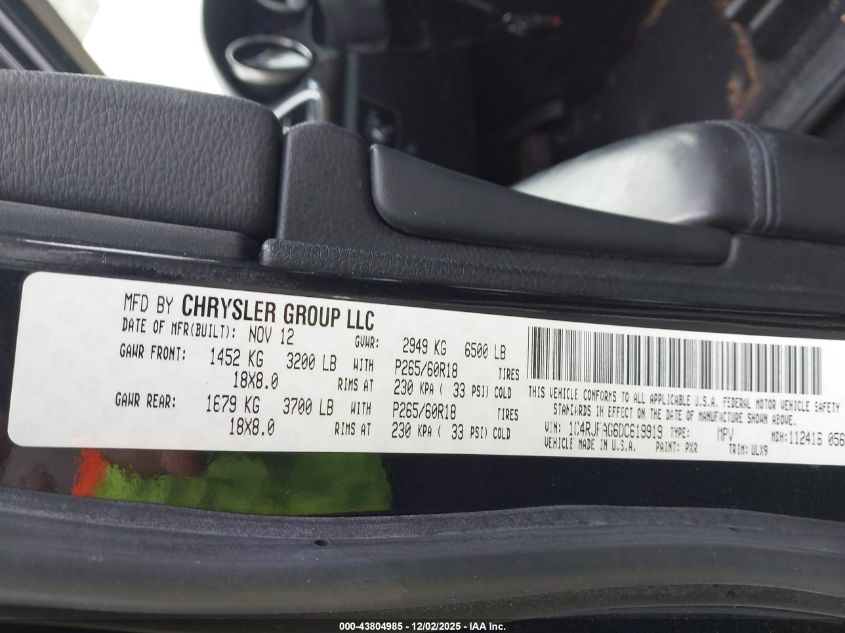 MFD BY CHRYSLER GROUP LLC
DATE OF MFR(BUILT): NOV 12 GVWR: 2949 KG 6500 LB
GAWR FRONT: 1452 KG 3200 LB WITH P265/60R18 TIRES
18X8.0 RIMS AT 230 KPA ( 33 PSI) COLD
GAWR REAR: 1679 KG 3700 LB WITH P265/60R18 TIRES
18X8.0 RIMS AT 230 KPA ( 33 PSI) COLD
THIS VEHICLE CONFORMS TO ALL APPLICABLE U.S.A. FEDERAL MOTOR VEHICLE SAFETY
STANDARDS IN EFFECT ON THE DATE OF MANUFACTURE SHOWN ABOVE.
VIN: 1C4RJFAG6DC619919 TYPE: MPV MDH: 112416 056
VEHICLE MADE IN U.S.A. PAINT: PXR TRIM: ULX9
000-43804985 - 12/02/2025 - IAA Inc.